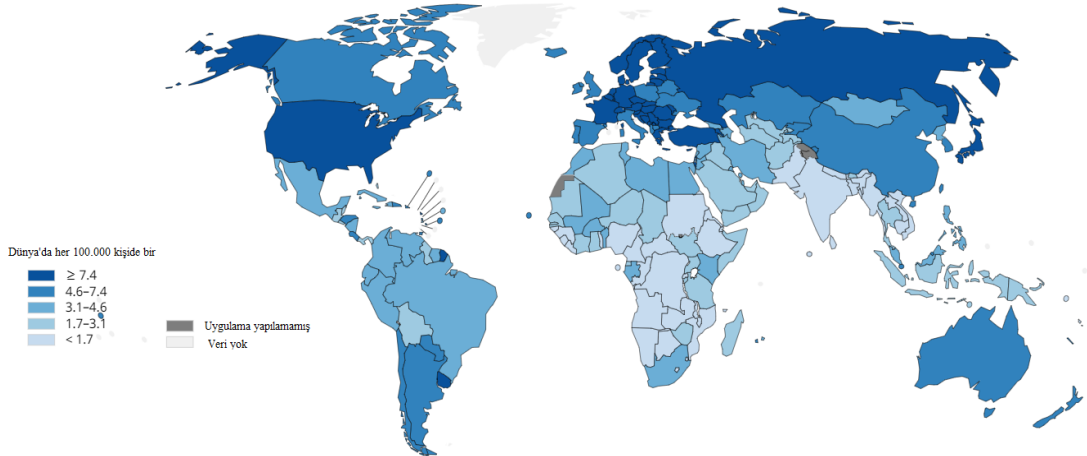 Dünya'da her 100.000 kişide bir
≥ 7.4
4.6–7.4
3.1–4.6
1.7–3.1
< 1.7
Uygulama yapılamamış
Veri yok